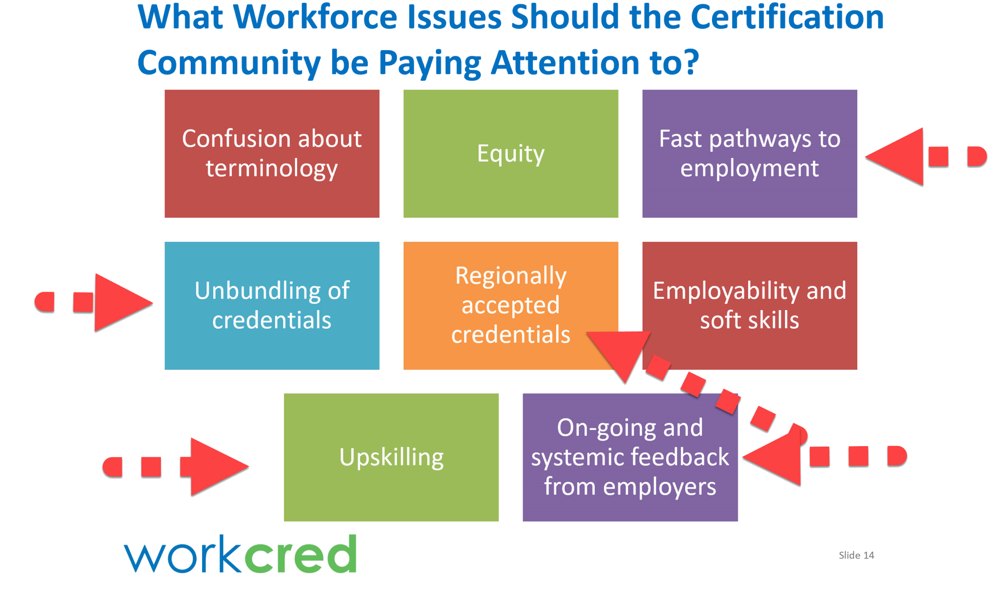 What Workforce Issues Should the Certification
Community be Paying Attention to?
Confusion about
terminology
Equity
Fast pathways to
employment
Unbundling of
credentials
Regionally
accepted
credentials
Employability and
soft skills
Upskilling
On-going and
systemic feedback
from employers
workcred
Slide 14